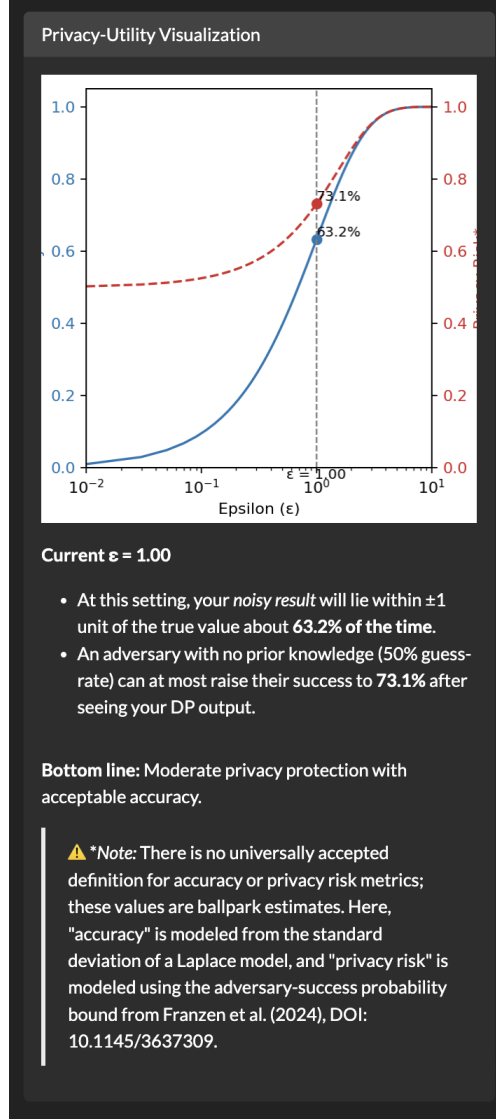 Privacy-Utility Visualization
1.0
0.8
0.6
0.4
0.2
0.0
1.0
0.8
0.6
0.4
0.2
0.0
73.1%
63.2%
ε = 1.00
10⁻² 10⁻¹ 10⁰ 10¹
Epsilon (ε)
Current ε = 1.00
• At this setting, your noisy result will lie within ±1
unit of the true value about 63.2% of the time.
• An adversary with no prior knowledge (50% guess-
rate) can at most raise their success to 73.1% after
seeing your DP output.
Bottom line: Moderate privacy protection with
acceptable accuracy.
⚠️ *Note: There is no universally accepted
definition for accuracy or privacy risk metrics;
these values are ballpark estimates. Here,
"accuracy" is modeled from the standard
deviation of a Laplace model, and "privacy risk" is
modeled using the adversary-success probability
bound from Franzen et al. (2024), DOI:
10.1145/3637309.